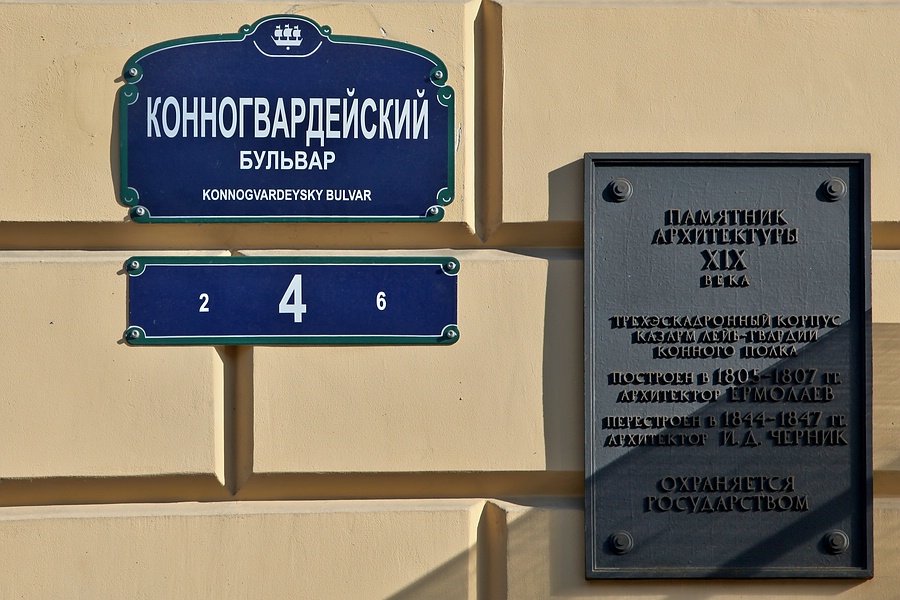 КОННОГВАРДЕЙСКИЙ
БУЛЬВАР
KONNOGVARDEYSKY BULVAR
2 4 6
ПАМЯТНИК
АРХИТЕКТУРЫ
XIX
ВЕКА
ТРЕХЭСКАДРОННЫЙ КОРПУС
КАЗАРМ ЛЕЙБ-ГВАРДИИ
КОННОГО ПОЛКА
ПОСТРОЕН В 1805-1807 ГГ.
АРХИТЕКТОР ЕРМОЛАЕВ
ПЕРЕСТРОЕН В 1844-1847 ГГ.
АРХИТЕКТОР И. Д. ЧЕРНИК
ОХРАНЯЕТСЯ
ГОСУДАРСТВОМ